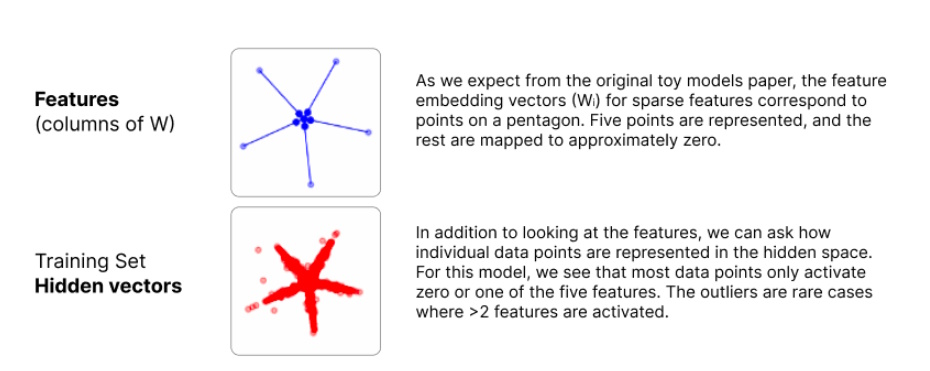 Features
(columns of W)
As we expect from the original toy models paper, the feature
embedding vectors (Wᵢ) for sparse features correspond to
points on a pentagon. Five points are represented, and the
rest are mapped to approximately zero.
Training Set
Hidden vectors
In addition to looking at the features, we can ask how
individual data points are represented in the hidden space.
For this model, we see that most data points only activate
zero or one of the five features. The outliers are rare cases
where >2 features are activated.